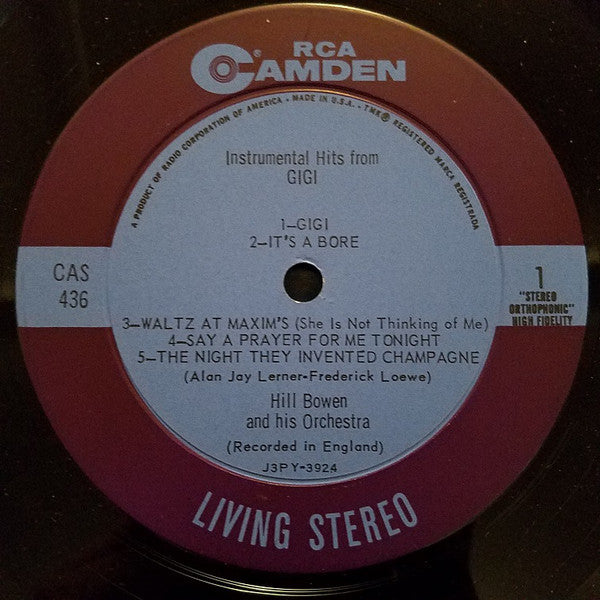 RCA
CAMDEN
A PRODUCT OF RADIO CORPORATION OF AMERICA • MADE IN U.S.A. • TMK ® REGISTERED MARCA REGISTRADA
Instrumental Hits from
GIGI
1—GIGI
2—IT'S A BORE
CAS
436
1
"STEREO
ORTHOPHONIC"
HIGH FIDELITY
3—WALTZ AT MAXIM'S (She Is Not Thinking of Me)
4—SAY A PRAYER FOR ME TONIGHT
5—THE NIGHT THEY INVENTED CHAMPAGNE
(Alan Jay Lerner-Frederick Loewe)
Hill Bowen
and his Orchestra
(Recorded in England)
J3PY-3924
LIVING STEREO